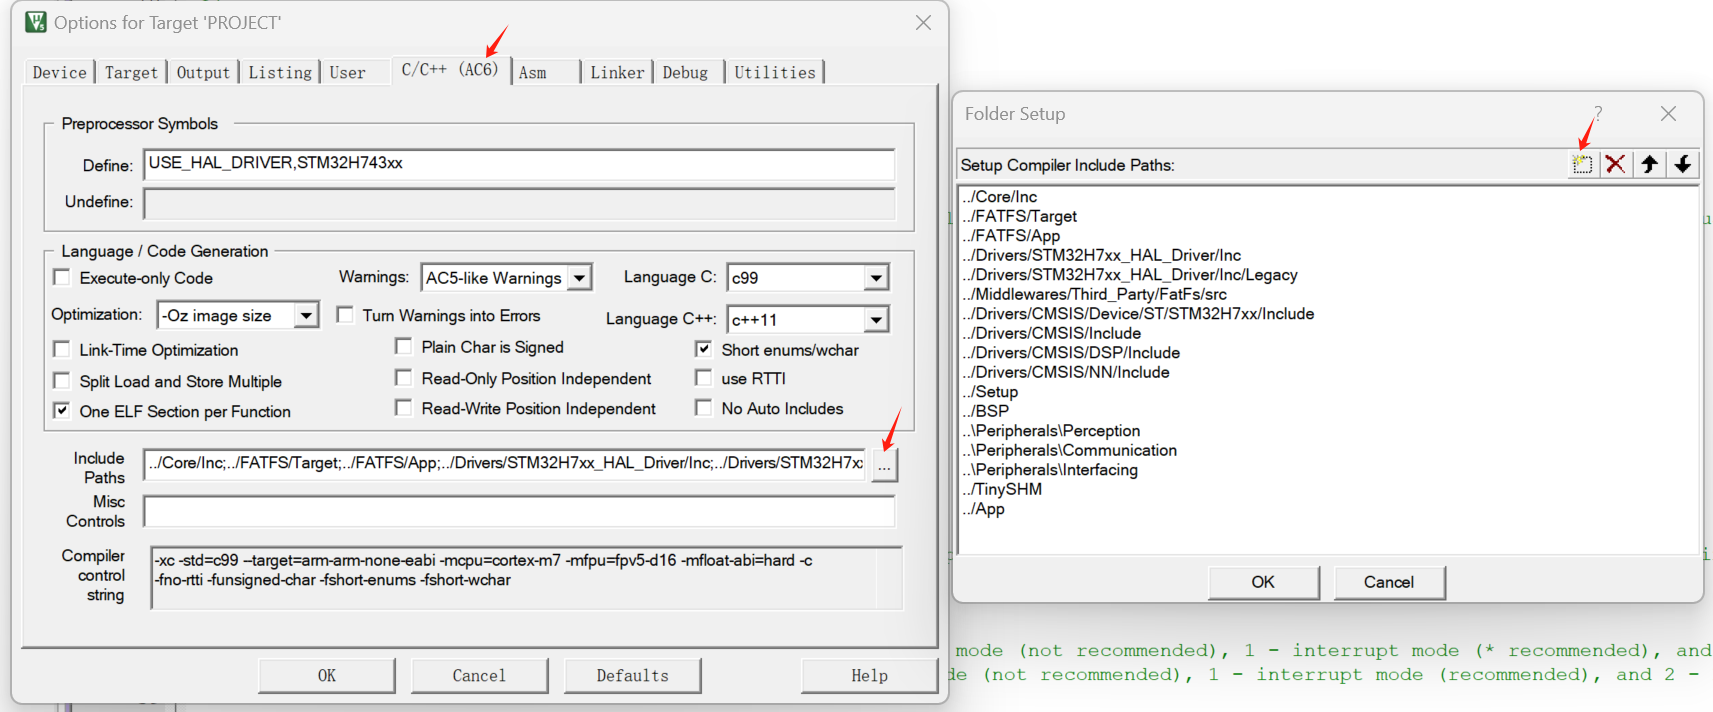 Options for Target 'PROJECT'
Device Target Output Listing User C/C++ (AC6) Asm Linker Debug Utilities
Preprocessor Symbols
Define: USE_HAL_DRIVER,STM32H743xx
Undefine:
Language / Code Generation
Execute-only Code Warnings: AC5-like Warnings Language C: c99
Optimization: -Oz image size Turn Warnings into Errors Language C++: c++11
Link-Time Optimization Plain Char is Signed Short enums/wchar
Split Load and Store Multiple Read-Only Position Independent use RTTI
One ELF Section per Function Read-Write Position Independent No Auto Includes
Include
Paths
../Core/Inc;../FATFS/Target;../FATFS/App;../Drivers/STM32H7xx_HAL_Driver/Inc;../Drivers/STM32H7xx
...
Misc
Controls
Compiler
control
string
-xc -std=c99 --target=arm-arm-none-eabi -mcpu=cortex-m7 -mfpu=fpv5-d16 -mfloat-abi=hard -c
-fno-rtti -funsigned-char -fshort-enums -fshort-wchar
OK Cancel Defaults Help
Folder Setup ?
Setup Compiler Include Paths:
../Core/Inc
../FATFS/Target
../FATFS/App
../Drivers/STM32H7xx_HAL_Driver/Inc
../Drivers/STM32H7xx_HAL_Driver/Inc/Legacy
../Middlewares/Third_Party/FatFs/src
../Drivers/CMSIS/Device/ST/STM32H7xx/Include
../Drivers/CMSIS/Include
../Drivers/CMSIS/DSP/Include
../Drivers/CMSIS/NN/Include
../Setup
../BSP
..\Peripherals\Perception
..\Peripherals\Communication
..\Peripherals\Interfacing
../TinySHM
../App
OK Cancel
mode (not recommended), 1 - interrupt mode (* recommended), and
de (not recommended), 1 - interrupt mode (recommended), and 2 -